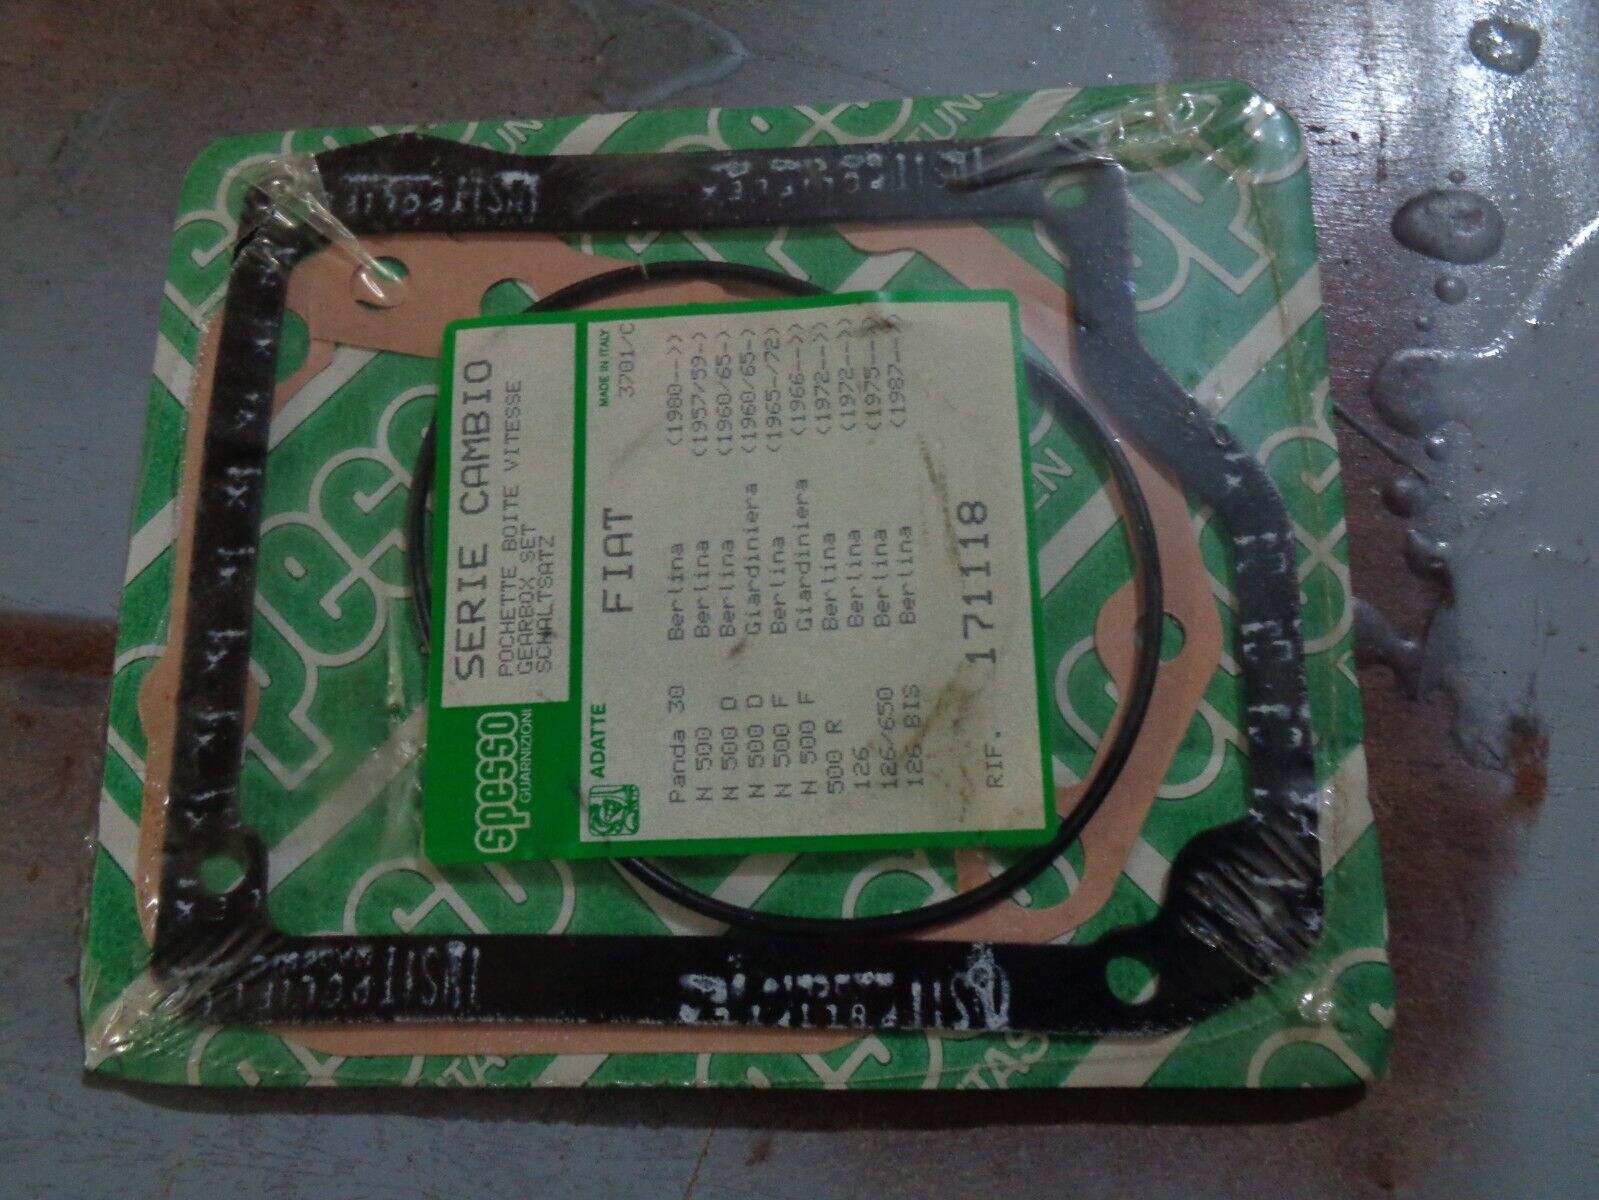 SERIE CAMBIO
POCHETTE BOITE VITESSE
GEARBOX SET
SCHALTSATZ
spesso
GUARNIZIONI
MADE IN ITALY
3701/C
ADATTE
FIAT
Panda 30 Berlina (1980-->)
N 500 Berlina (1957/59->)
N 500 D Berlina (1960/65->)
N 500 D Giardiniera (1960/65->)
N 500 F Berlina (1965-/72>)
N 500 F Giardiniera (1966-->)
500 R Berlina (1972-->)
126 Berlina (1972-->)
126/650 Berlina (1975-->)
126 BIS Berlina (1987-->)
RIF. 171118